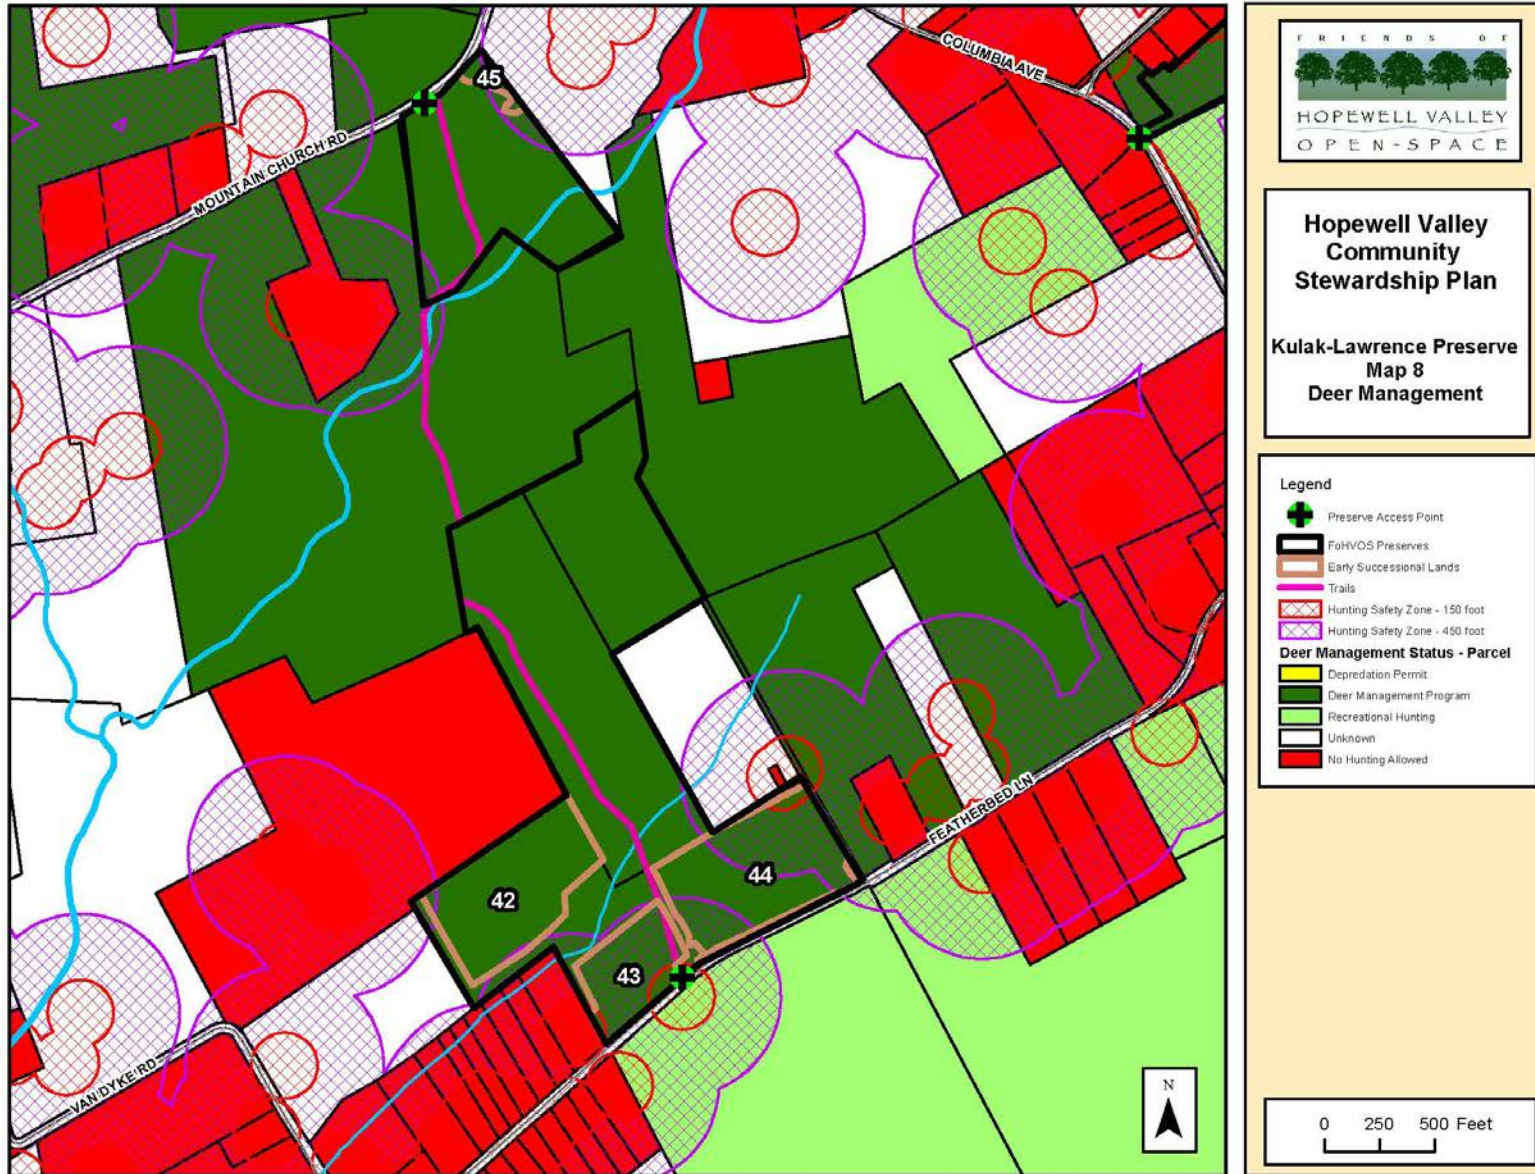 45
COLUMBIA AVE
MOUNTAIN CHURCH RD
FEATHERBED LN
44
42
43
VAN DYKE RD
N
FRIENDS OF
HOPEWELL VALLEY
OPEN-SPACE
Hopewell Valley
Community
Stewardship Plan
Kulak-Lawrence Preserve
Map 8
Deer Management
Legend
Preserve Access Point
FoHVOS Preserves
Early Successional Lands
Trails
Hunting Safety Zone - 150 foot
Hunting Safety Zone - 450 foot
Deer Management Status - Parcel
Depredation Permit
Deer Management Program
Recreational Hunting
Unknown
No Hunting Allowed
0 250 500 Feet